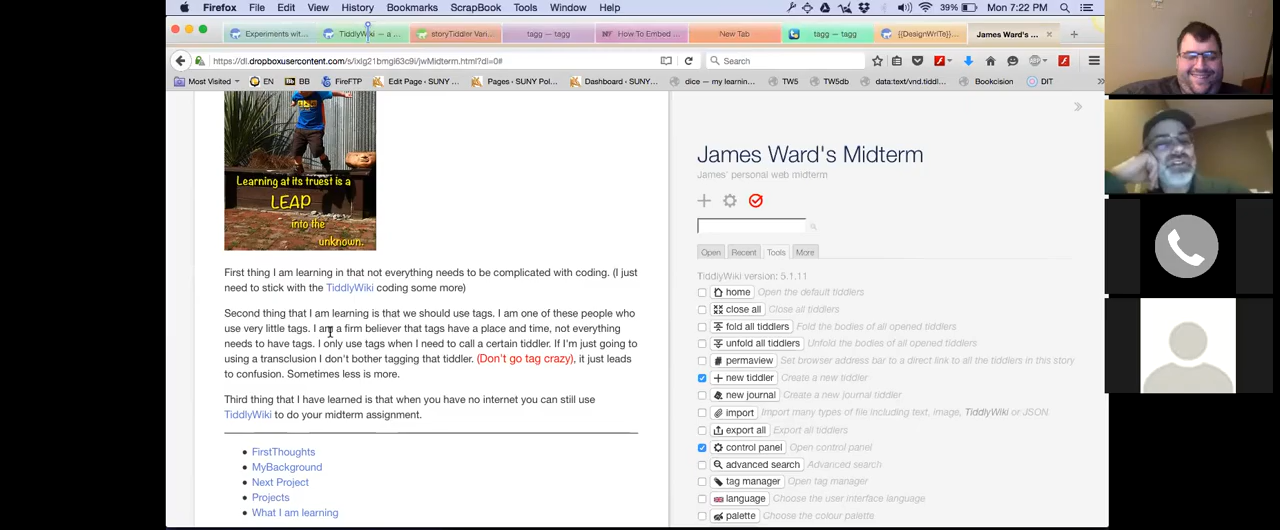 Firefox File Edit View History Bookmarks ScrapBook Tools Window Help 39% Mon 7:22 PM
Experiments wit TiddlyWiki — a ... storyTiddler Vari... tagg — tagg How To Embed New Tab tagg — tagg {{DesignWriTe}}... James Ward's ...
https://dl.dropboxusercontent.com/s/ixlg21bmgi63c9i/jwMidterm.html?dl=0# Search
Most Visited EN BB FireFTP Edit Page ‹ SUNY ... Pages ‹ SUNY Pol... Dashboard ‹ SUNY... dice — my learnin... TW5 TW5db data:text/vnd.tiddl... Bookcision DIT
Learning at its truest is a
LEAP
into the
unknown.
First thing I am learning in that not everything needs to be complicated with coding. (I just
need to stick with the TiddlyWiki coding some more)
Second thing that I am learning is that we should use tags. I am one of these people who
use very little tags. I am a firm believer that tags have a place and time, not everything
needs to have tags. I only use tags when I need to call a certain tiddler. If I'm just going to
using a transclusion I don't bother tagging that tiddler. (Don't go tag crazy), it just leads
to confusion. Sometimes less is more.
Third thing that I have learned is that when you have no internet you can still use
TiddlyWiki to do your midterm assignment.
FirstThoughts
MyBackground
Next Project
Projects
What I am learning
James Ward's Midterm
James' personal web midterm
Open Recent Tools More
TiddlyWiki version: 5.1.11
home Open the default tiddlers
close all Close all tiddlers
fold all tiddlers Fold the bodies of all opened tiddlers
unfold all tiddlers Unfold the bodies of all opened tiddlers
permaview Set browser address bar to a direct link to all the tiddlers in this story
new tiddler Create a new tiddler
new journal Create a new journal tiddler
import Import many types of file including text, image, TiddlyWiki or JSON.
export all Export all tiddlers
control panel Open control panel
advanced search Advanced search
tag manager Open tag manager
language Choose the user interface language
palette Choose the colour palette